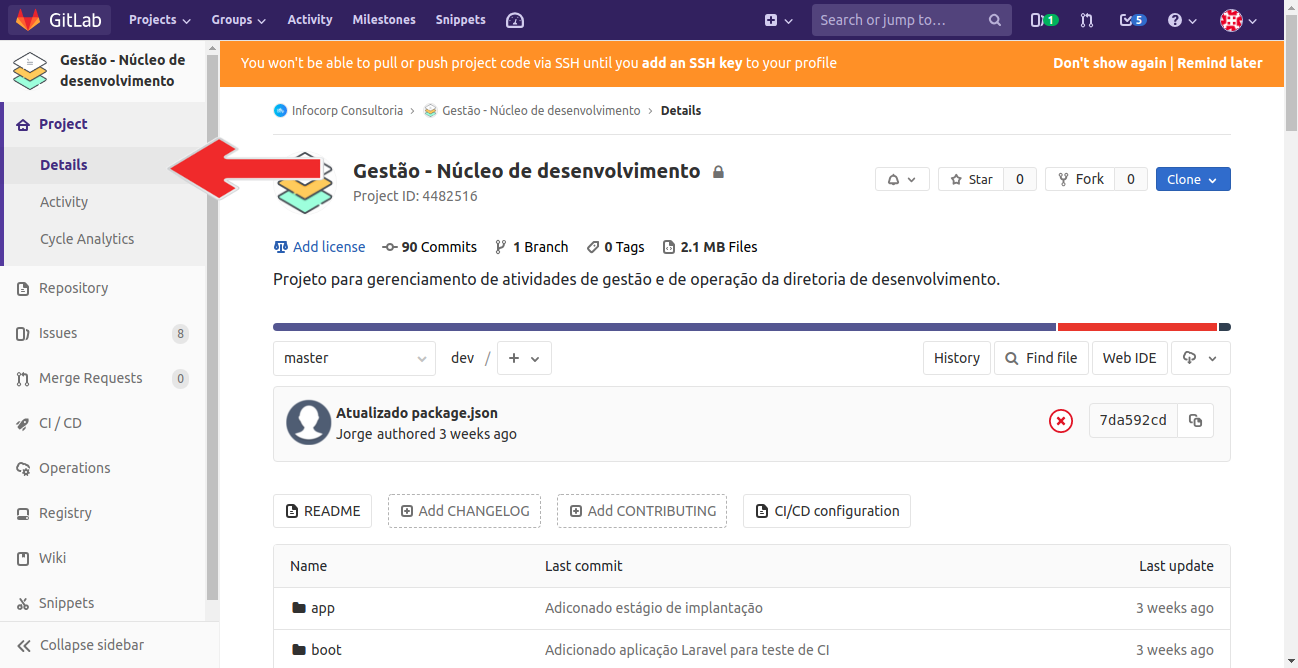 GitLab Projects Groups Activity Milestones Snippets Search or jump to... 1 5
Gestão - Núcleo de
desenvolvimento
Project
Details
Activity
Cycle Analytics
Repository
Issues 8
Merge Requests 0
CI / CD
Operations
Registry
Wiki
Snippets
Collapse sidebar
You won't be able to pull or push project code via SSH until you add an SSH key to your profile Don't show again | Remind later
Infocorp Consultoria › Gestão - Núcleo de desenvolvimento › Details
Gestão - Núcleo de desenvolvimento
Project ID: 4482516
Star 0 Fork 0 Clone
Add license 90 Commits 1 Branch 0 Tags 2.1 MB Files
Projeto para gerenciamento de atividades de gestão e de operação da diretoria de desenvolvimento.
master dev / + History Find file Web IDE
Atualizado package.json
Jorge authored 3 weeks ago
7da592cd
README Add CHANGELOG Add CONTRIBUTING CI/CD configuration
Name Last commit Last update
app Adiconado estágio de implantação 3 weeks ago
boot Adicionado aplicação Laravel para teste de CI 3 weeks ago